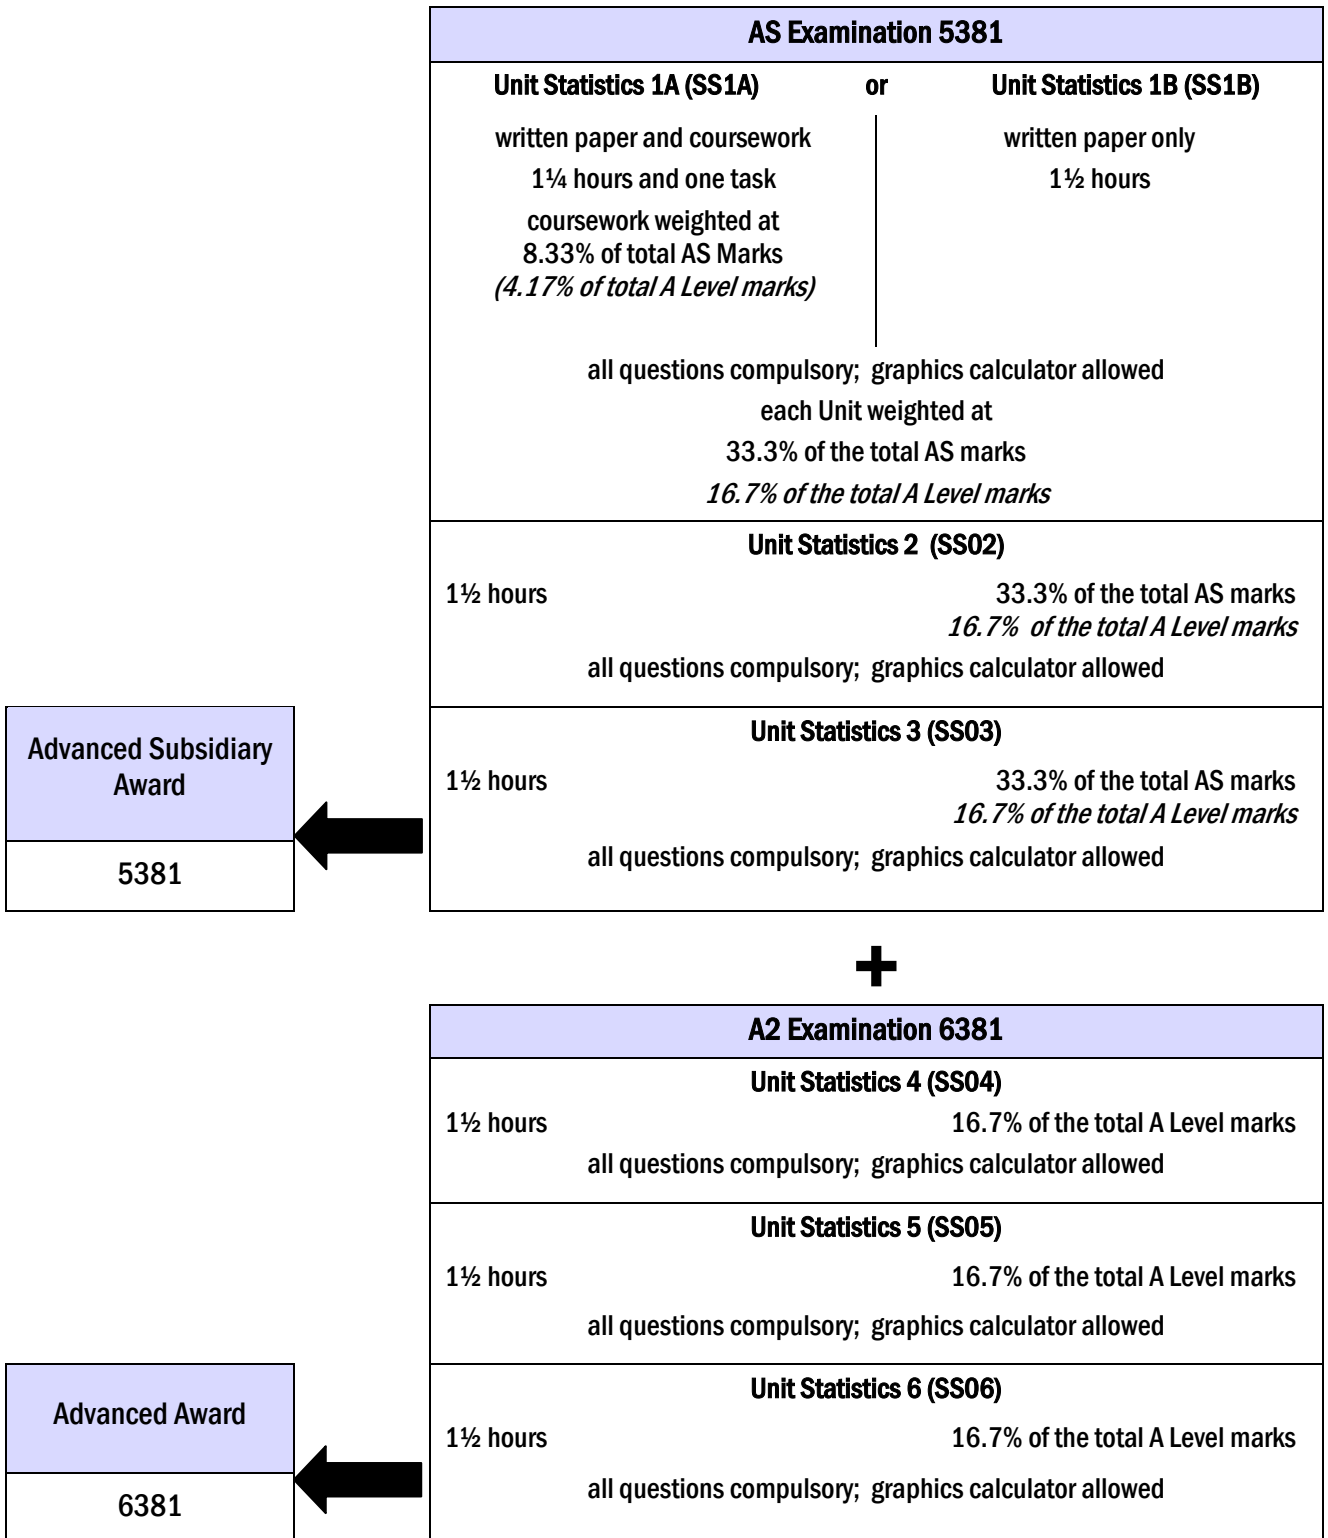 AS Examination 5381
Unit Statistics 1A (SS1A) or Unit Statistics 1B (SS1B)
written paper and coursework
1¼ hours and one task
coursework weighted at
8.33% of total AS Marks
(4.17% of total A Level marks)
written paper only
1½ hours
all questions compulsory; graphics calculator allowed
each Unit weighted at
33.3% of the total AS marks
16.7% of the total A Level marks
Unit Statistics 2 (SS02)
1½ hours 33.3% of the total AS marks
16.7% of the total A Level marks
all questions compulsory; graphics calculator allowed
Unit Statistics 3 (SS03)
1½ hours 33.3% of the total AS marks
16.7% of the total A Level marks
all questions compulsory; graphics calculator allowed
Advanced Subsidiary
Award
5381
+
A2 Examination 6381
Unit Statistics 4 (SS04)
1½ hours 16.7% of the total A Level marks
all questions compulsory; graphics calculator allowed
Unit Statistics 5 (SS05)
1½ hours 16.7% of the total A Level marks
all questions compulsory; graphics calculator allowed
Unit Statistics 6 (SS06)
1½ hours 16.7% of the total A Level marks
all questions compulsory; graphics calculator allowed
Advanced Award
6381